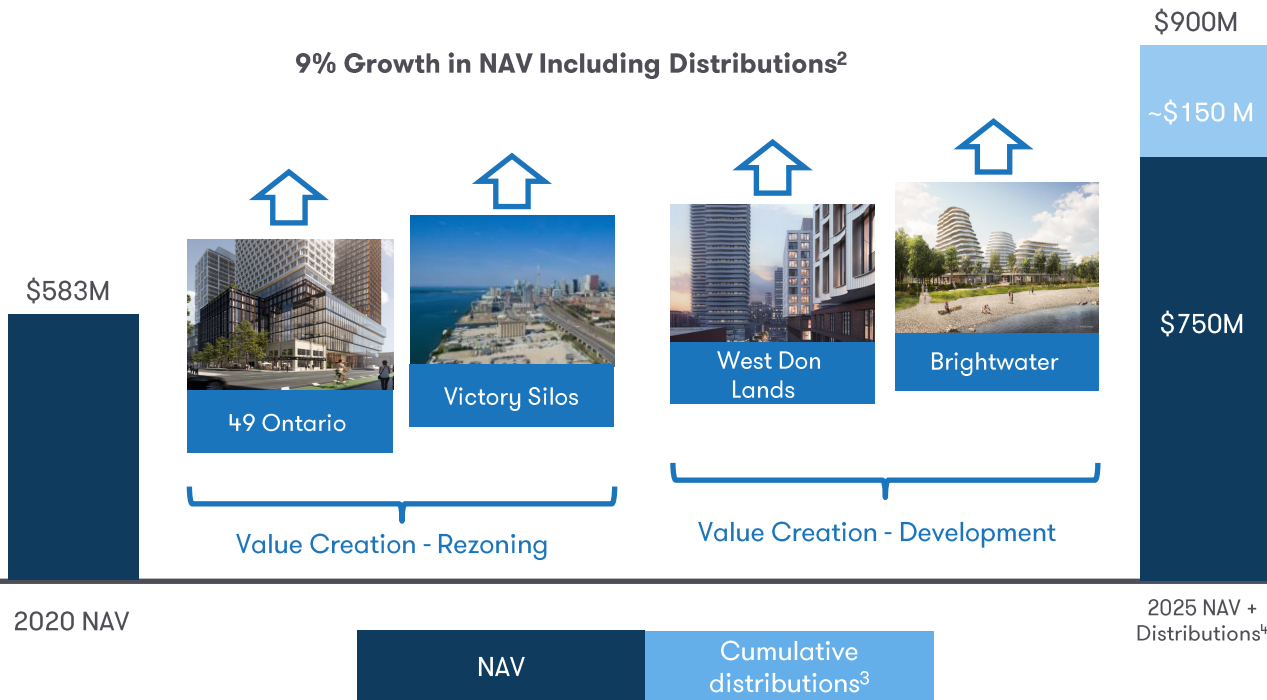 $900M
9% Growth in NAV Including Distributions²
~$150 M
$583M
$750M
49 Ontario
Victory Silos
West Don
Lands
Brightwater
Value Creation - Rezoning
Value Creation - Development
2020 NAV
2025 NAV +
Distributions⁴
NAV
Cumulative
distributions³